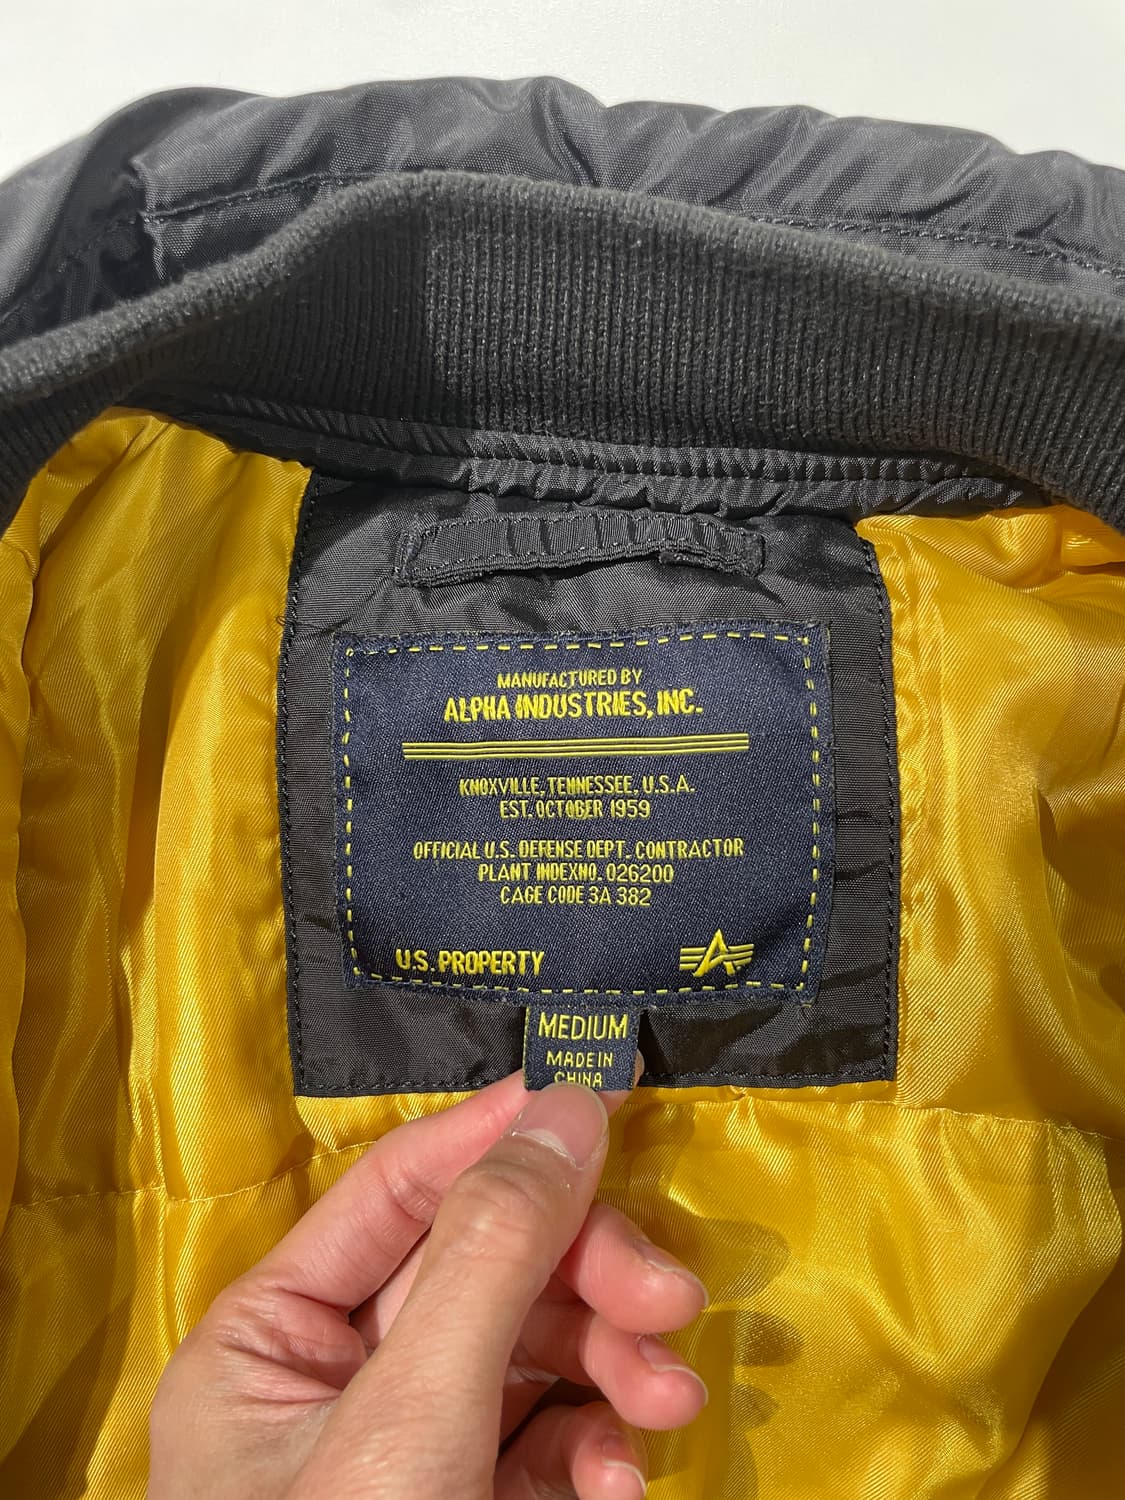 MANUFACTURED BY
ALPHA INDUSTRIES, INC.
KNOXVILLE, TENNESSEE, U.S.A.
EST. OCTOBER 1959
OFFICIAL U.S. DEFENSE DEPT. CONTRACTOR
PLANT INDEXNO. 026200
CAGE CODE 3A 382
U.S. PROPERTY
MEDIUM
MADE IN
CHINA